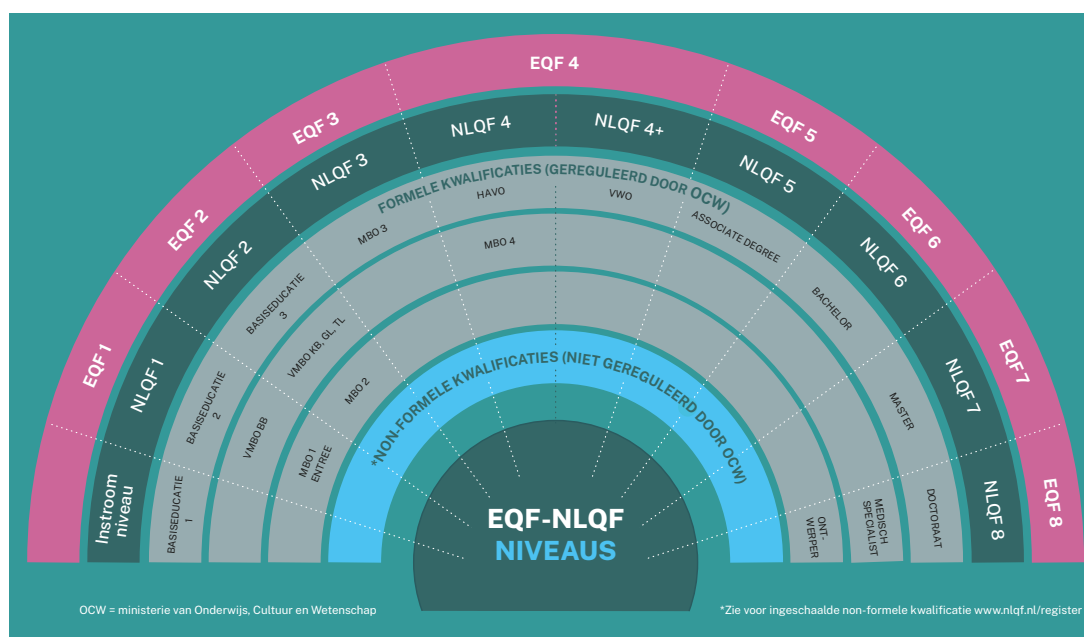 EQF 1
EQF 2
EQF 3
EQF 4
EQF 5
EQF 6
EQF 7
EQF 8
Instroom
niveau
NLQF 1
NLQF 2
NLQF 3
NLQF 4
NLQF 4+
NLQF 5
NLQF 6
NLQF 7
NLQF 8
FORMELE KWALIFICATIES (GEREGULEERD DOOR OCW)
BASISEDUCATIE
1
BASISEDUCATIE
2
BASISEDUCATIE
3
MBO 3
HAVO
VWO
ASSOCIATE DEGREE
BACHELOR
MASTER
DOCTORAAT
VMBO BB
VMBO KB, GL, TL
MBO 4
MEDISCH
SPECIALIST
MBO 1
ENTREE
MBO 2
ONT-
WERPER
*NON-FORMELE KWALIFICATIES (NIET GEREGULEERD DOOR OCW)
EQF-NLQF
NIVEAUS
OCW = ministerie van Onderwijs, Cultuur en Wetenschap
*Zie voor ingeschaalde non-formele kwalificatie www.nlqf.nl/register